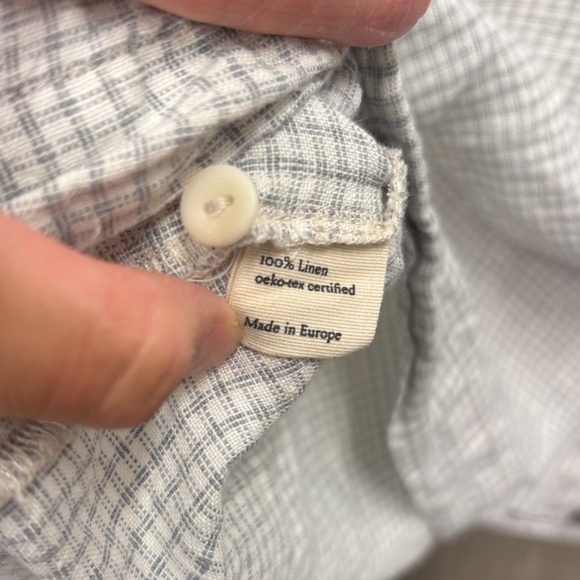 100% Linen
oeko-tex certified
Made in Europe